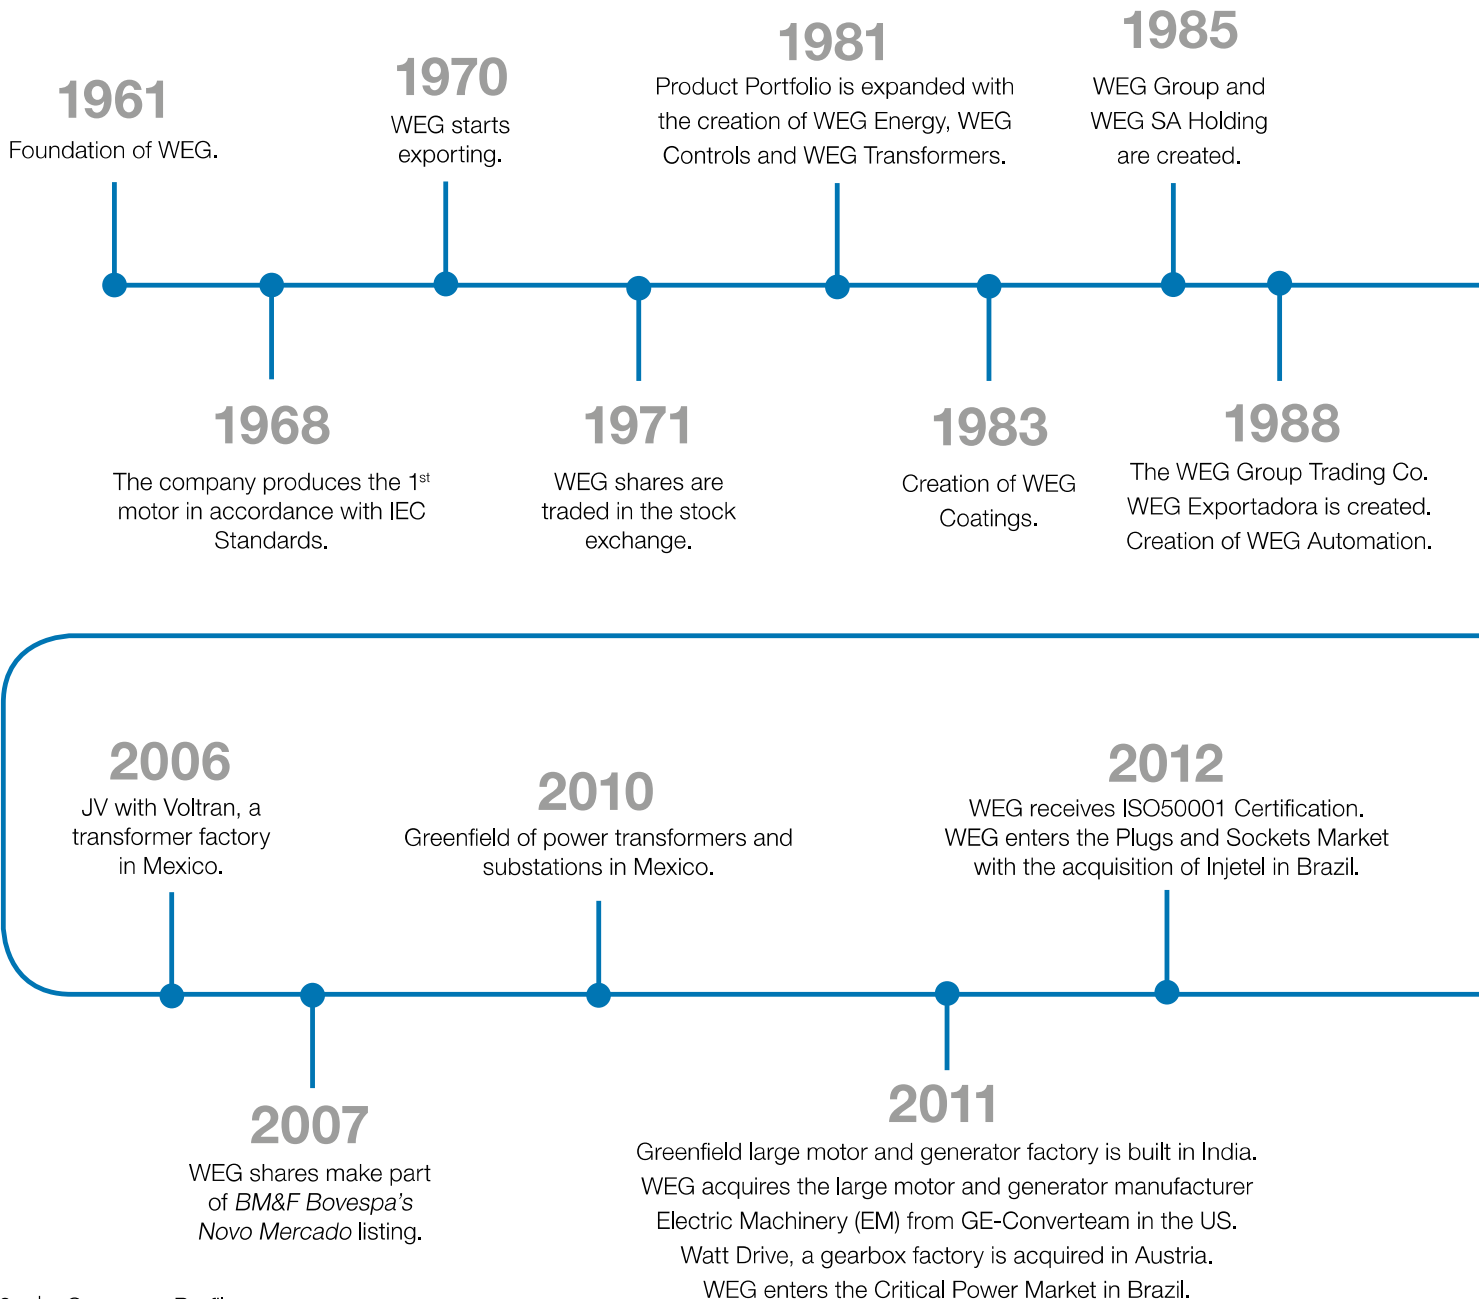 1961
Foundation of WEG.
1970
WEG starts
exporting.
1981
Product Portfolio is expanded with
the creation of WEG Energy, WEG
Controls and WEG Transformers.
1985
WEG Group and
WEG SA Holding
are created.
1968
The company produces the 1st
motor in accordance with IEC
Standards.
1971
WEG shares are
traded in the stock
exchange.
1983
Creation of WEG
Coatings.
1988
The WEG Group Trading Co.
WEG Exportadora is created.
Creation of WEG Automation.
2006
JV with Voltran, a
transformer factory
in Mexico.
2010
Greenfield of power transformers and
substations in Mexico.
2012
WEG receives ISO50001 Certification.
WEG enters the Plugs and Sockets Market
with the acquisition of Injetel in Brazil.
2007
WEG shares make part
of BM&F Bovespa's
Novo Mercado listing.
2011
Greenfield large motor and generator factory is built in India.
WEG acquires the large motor and generator manufacturer
Electric Machinery (EM) from GE-Converteam in the US.
Watt Drive, a gearbox factory is acquired in Austria.
WEG enters the Critical Power Market in Brazil.